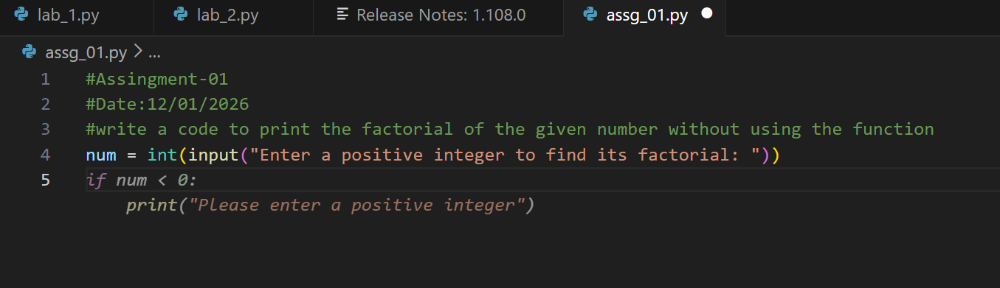 lab_1.py lab_2.py Release Notes: 1.108.0 assg_01.py
assg_01.py > ...
1 #Assingment-01
2 #Date:12/01/2026
3 #write a code to print the factorial of the given number without using the function
4 num = int(input("Enter a positive integer to find its factorial: "))
5 if num < 0:
print("Please enter a positive integer")